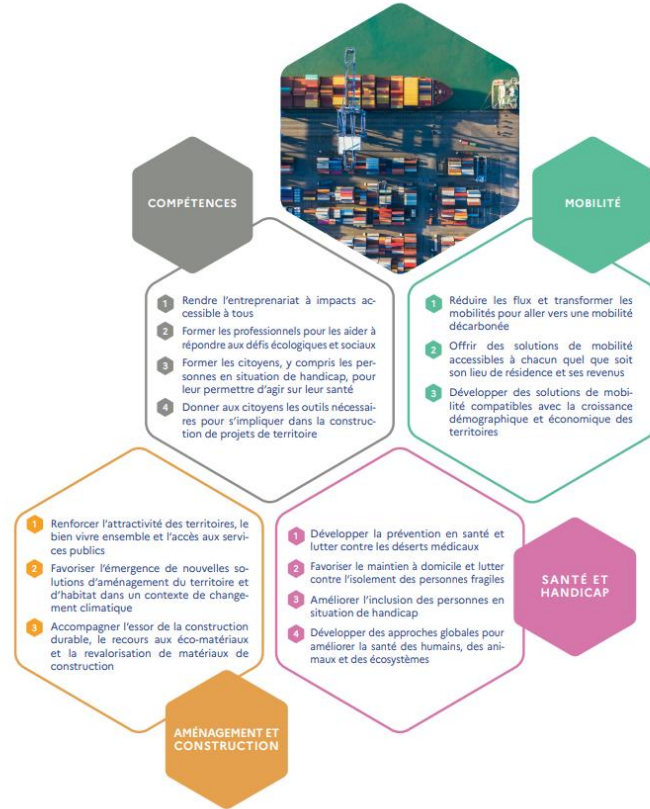 COMPÉTENCES
1 Rendre l'entreprenariat à impacts ac-
cessible à tous
2 Former les professionnels pour les aider à
répondre aux défis écologiques et sociaux
3 Former les citoyens, y compris les per-
sonnes en situation de handicap, pour
leur permettre d'agir sur leur santé
4 Donner aux citoyens les outils nécessai-
res pour s'impliquer dans la construc-
tion de projets de territoire
MOBILITÉ
1 Réduire les flux et transformer les
mobilités pour aller vers une mobilité
décarbonée
2 Offrir des solutions de mobilité
accessibles à chacun quel que soit
son lieu de résidence et ses revenus
3 Développer des solutions de mobi-
lité compatibles avec la croissance
démographique et économique des
territoires
1 Renforcer l'attractivité des territoires, le
bien vivre ensemble et l'accès aux servi-
ces publics
2 Favoriser l'émergence de nouvelles so-
lutions d'aménagement du territoire et
d'habitat dans un contexte de change-
ment climatique
3 Accompagner l'essor de la construction
durable, le recours aux éco-matériaux
et la revalorisation de matériaux de
construction
AMÉNAGEMENT ET
CONSTRUCTION
1 Développer la prévention en santé et
lutter contre les déserts médicaux
2 Favoriser le maintien à domicile et lutter
contre l'isolement des personnes fragiles
3 Améliorer l'inclusion des personnes en
situation de handicap
4 Développer des approches globales pour
améliorer la santé des humains, des ani-
maux et des écosystèmes
SANTÉ ET
HANDICAP